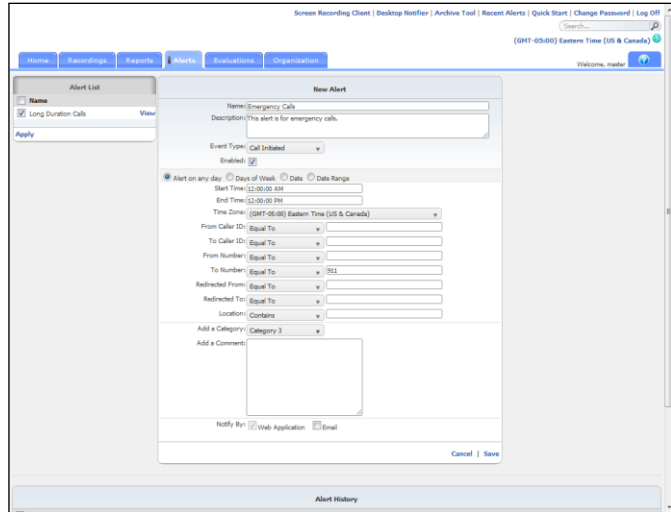 Screen Recording Client | Desktop Notifier | Archive Tool | Recent Alerts | Quick Start | Change Password | Log Off
Search...
(GMT-05:00) Eastern Time (US & Canada)
Home Recordings Reports Alerts Evaluations Organization
Welcome, master
Alert List
Name
Long Duration Calls View
Apply
New Alert
Name: Emergency Calls
Description: This alert is for emergency calls.
Event Type: Call Initiated
Enabled:
Alert on any day Days of Week Date Date Range
Start Time: 12:00:00 AM
End Time: 12:00:00 PM
Time Zone: (GMT-05:00) Eastern Time (US & Canada)
From Caller ID: Equal To
To Caller ID: Equal To
From Number: Equal To
To Number: Equal To 911
Redirected From: Equal To
Redirected To: Equal To
Location: Contains
Add a Category: Category 3
Add a Comment:
Notify By: Web Application Email
Cancel | Save
Alert History